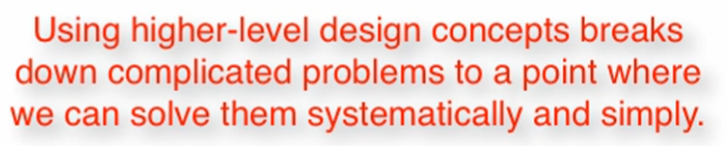 Using higher-level design concepts breaks
down complicated problems to a point where
we can solve them systematically and simply.